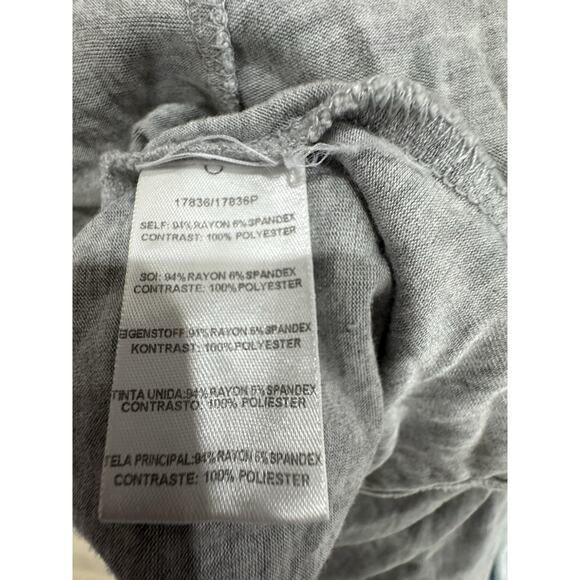 17836/17836P
SELF: 94% RAYON 6% SPANDEX
CONTRAST: 100% POLYESTER
SOI: 94% RAYON 6% SPANDEX
CONTRASTE: 100% POLYESTER
EIGENSTOFF: 94% RAYON 6% SPANDEX
KONTRAST: 100% POLYESTER
TINTA UNIDA:94% RAYON 6% SPANDEX
CONTRASTO: 100% POLIESTER
TELA PRINCIPAL:94% RAYON 6% SPANDEX
CONTRASTE: 100% POLIESTER